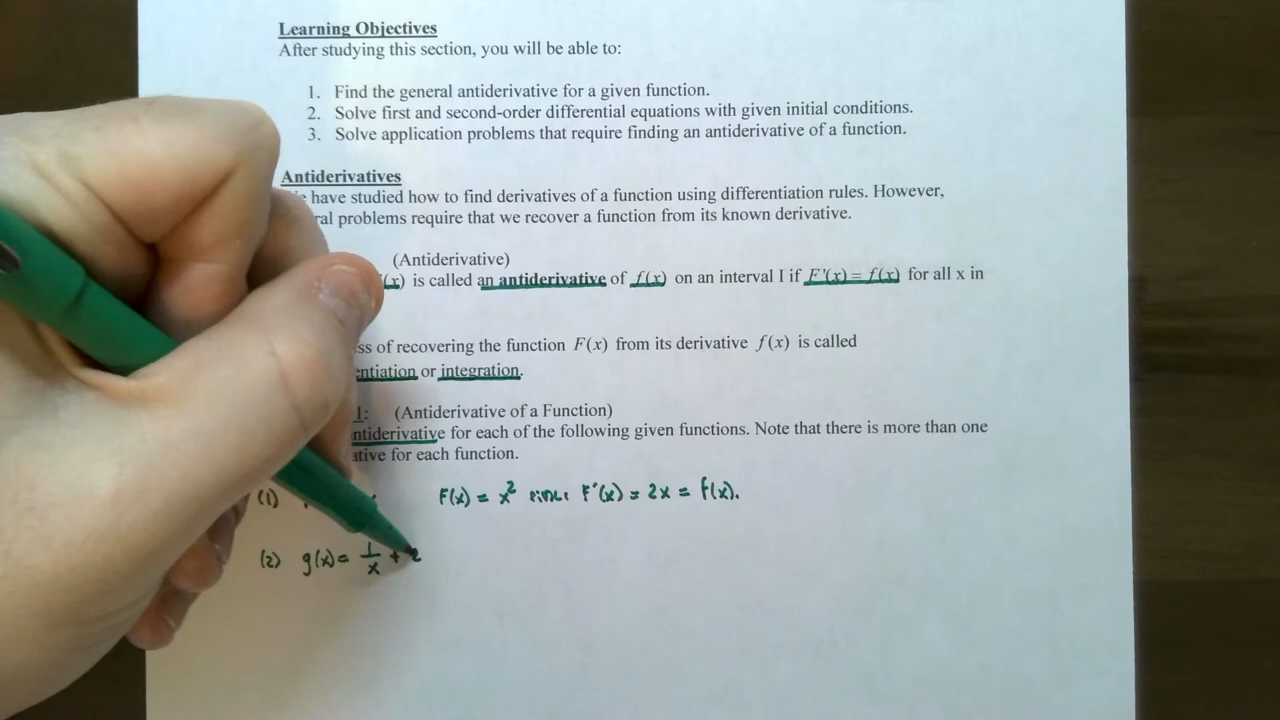 Learning Objectives
After studying this section, you will be able to:
1. Find the general antiderivative for a given function.
2. Solve first and second-order differential equations with given initial conditions.
3. Solve application problems that require finding an antiderivative of a function.
Antiderivatives
have studied how to find derivatives of a function using differentiation rules. However,
problems require that we recover a function from its known derivative.
(Antiderivative)
(x) is called an antiderivative of f(x) on an interval I if F'(x) = f(x) for all x in
of recovering the function F(x) from its derivative f(x) is called
or integration.
1: (Antiderivative of a Function)
for each of the following given functions. Note that there is more than one
for each function.
(1) F(x) = x² since F'(x) = 2x = f(x).
(2) g(x) = 1/x +